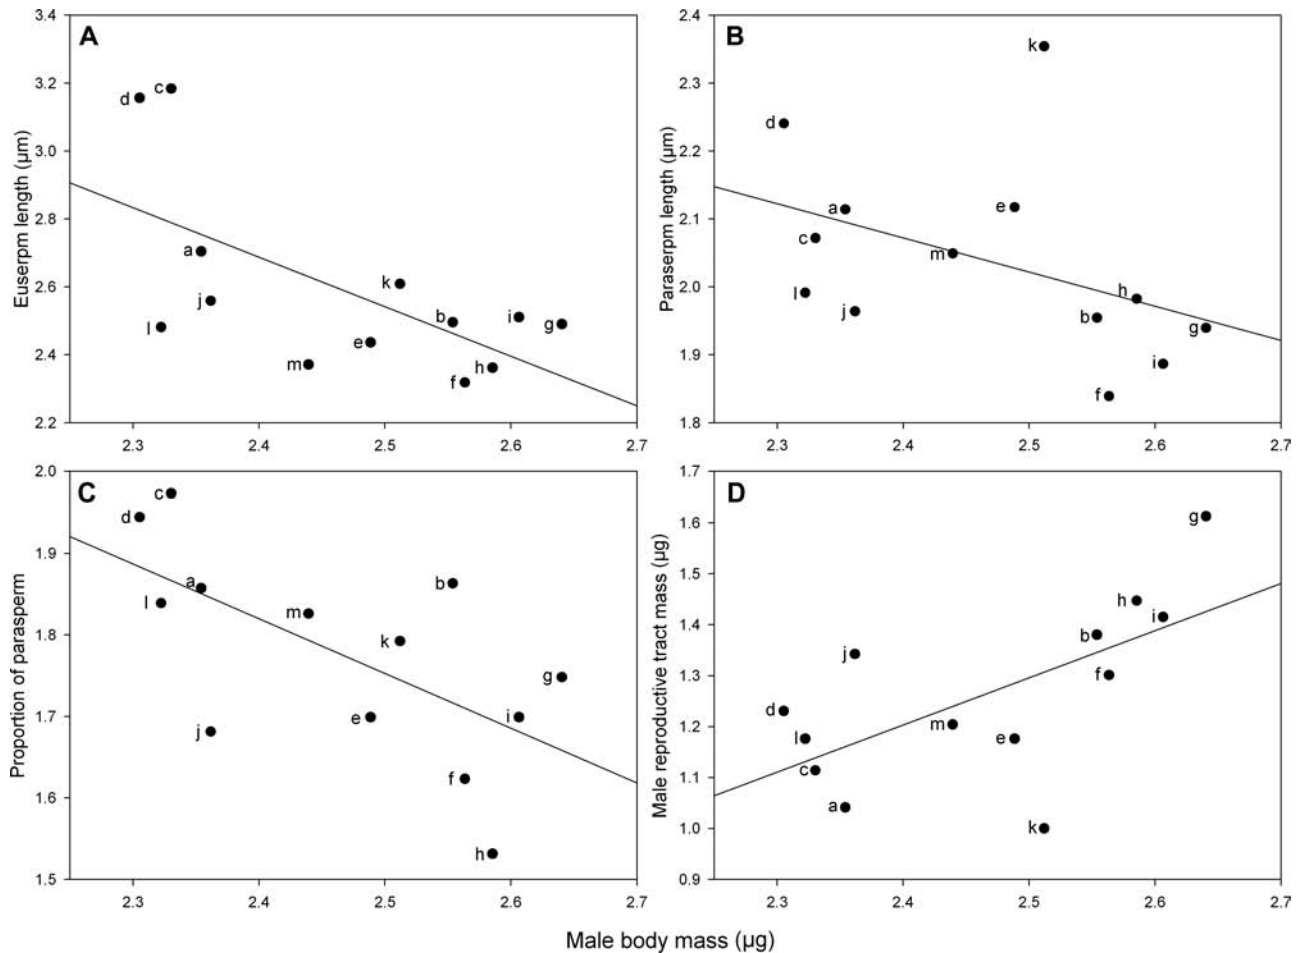 A
Euserpm length (µm)
3.4
3.2
3.0
2.8
2.6
2.4
2.2
d
c
a
j
l
m
e
k
b
f
h
i
g
2.3
2.4
2.5
2.6
2.7
B
Paraserpm length (µm)
2.4
2.3
2.2
2.1
2.0
1.9
1.8
k
d
a
e
c
m
l
j
h
b
g
i
f
2.3
2.4
2.5
2.6
2.7
C
Proportion of parasperm
2.0
1.9
1.8
1.7
1.6
1.5
c
d
a
l
m
b
k
j
e
g
i
f
h
2.3
2.4
2.5
2.6
2.7
D
Male reproductive tract mass (µg)
1.7
1.6
1.5
1.4
1.3
1.2
1.1
1.0
0.9
g
h
i
b
j
f
d
m
l
e
c
a
k
2.3
2.4
2.5
2.6
2.7
Male body mass (µg)